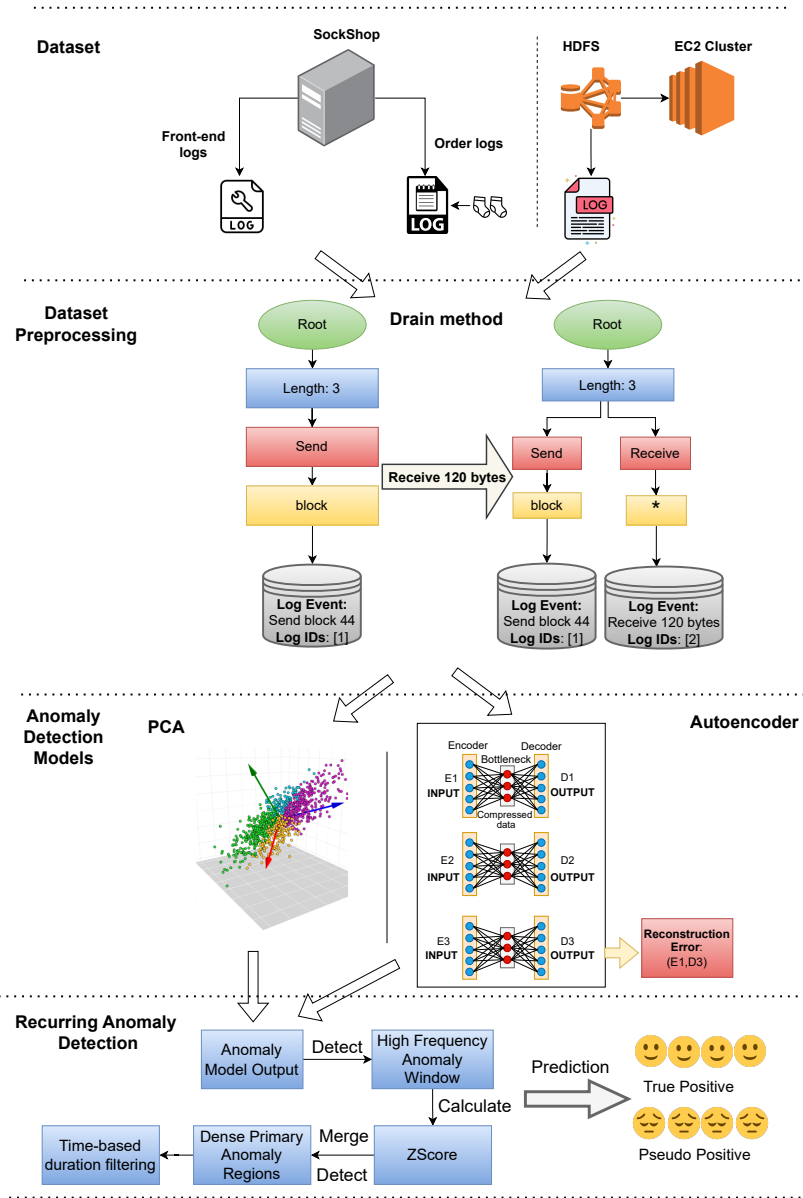 Dataset
SockShop
HDFS
EC2 Cluster
Front-end
logs
Order logs
LOG
LOG
LOG
Dataset
Preprocessing
Drain method
Root
Length: 3
Send
block
Log Event:
Send block 44
Log IDs: [1]
Receive 120 bytes
Root
Length: 3
Send
Receive
block
*
Log Event:
Send block 44
Log IDs: [1]
Log Event:
Receive 120 bytes
Log IDs: [2]
Anomaly
Detection
Models
PCA
Autoencoder
Encoder
Decoder
Bottleneck
E1
INPUT
D1
OUTPUT
Compressed
data
E2
INPUT
D2
OUTPUT
E3
INPUT
D3
OUTPUT
Reconstruction
Error:
(E1,D3)
Recurring Anomaly
Detection
Anomaly
Model Output
Detect
High Frequency
Anomaly
Window
Calculate
ZScore
Merge
Detect
Dense Primary
Anomaly
Regions
Time-based
duration filtering
Prediction
True Positive
Pseudo Positive